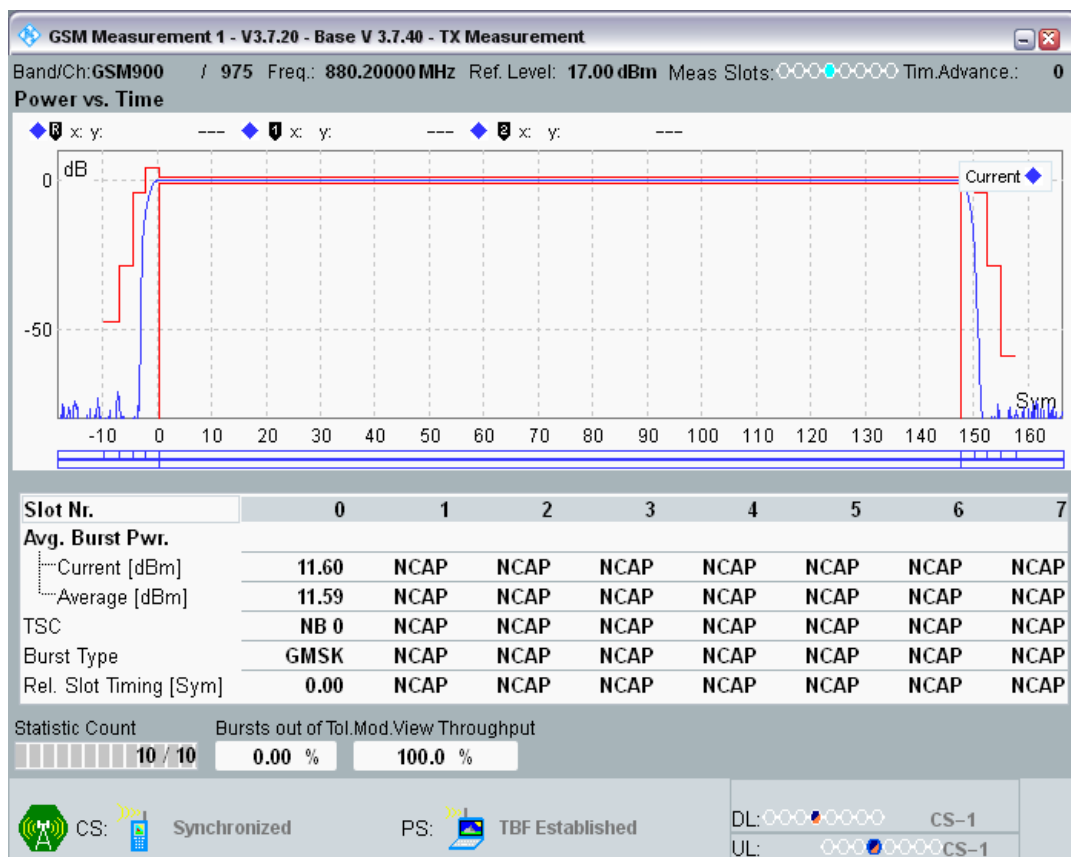 GSM Measurement 1 - V3.7.20 - Base V 3.7.40 - TX Measurement
Band/Ch:GSM900 / 975 Freq.: 880.20000 MHz Ref. Level: 17.00 dBm Meas Slots: Tim.Advance.: 0
Power vs. Time
R x: y: --- 1 x: y: --- 2 x: y: ---
dB
Current
0
-50
Sym
-10 0 10 20 30 40 50 60 70 80 90 100 110 120 130 140 150 160
Slot Nr. 0 1 2 3 4 5 6 7
Avg. Burst Pwr.
Current [dBm] 11.60 NCAP NCAP NCAP NCAP NCAP NCAP NCAP
Average [dBm] 11.59 NCAP NCAP NCAP NCAP NCAP NCAP NCAP
TSC NB 0 NCAP NCAP NCAP NCAP NCAP NCAP NCAP
Burst Type GMSK NCAP NCAP NCAP NCAP NCAP NCAP NCAP
Rel. Slot Timing [Sym] 0.00 NCAP NCAP NCAP NCAP NCAP NCAP NCAP
Statistic Count Bursts out of Tol.Mod.View Throughput
10 / 10 0.00 % 100.0 %
CS: Synchronized PS: TBF Established
DL: CS-1
UL: CS-1